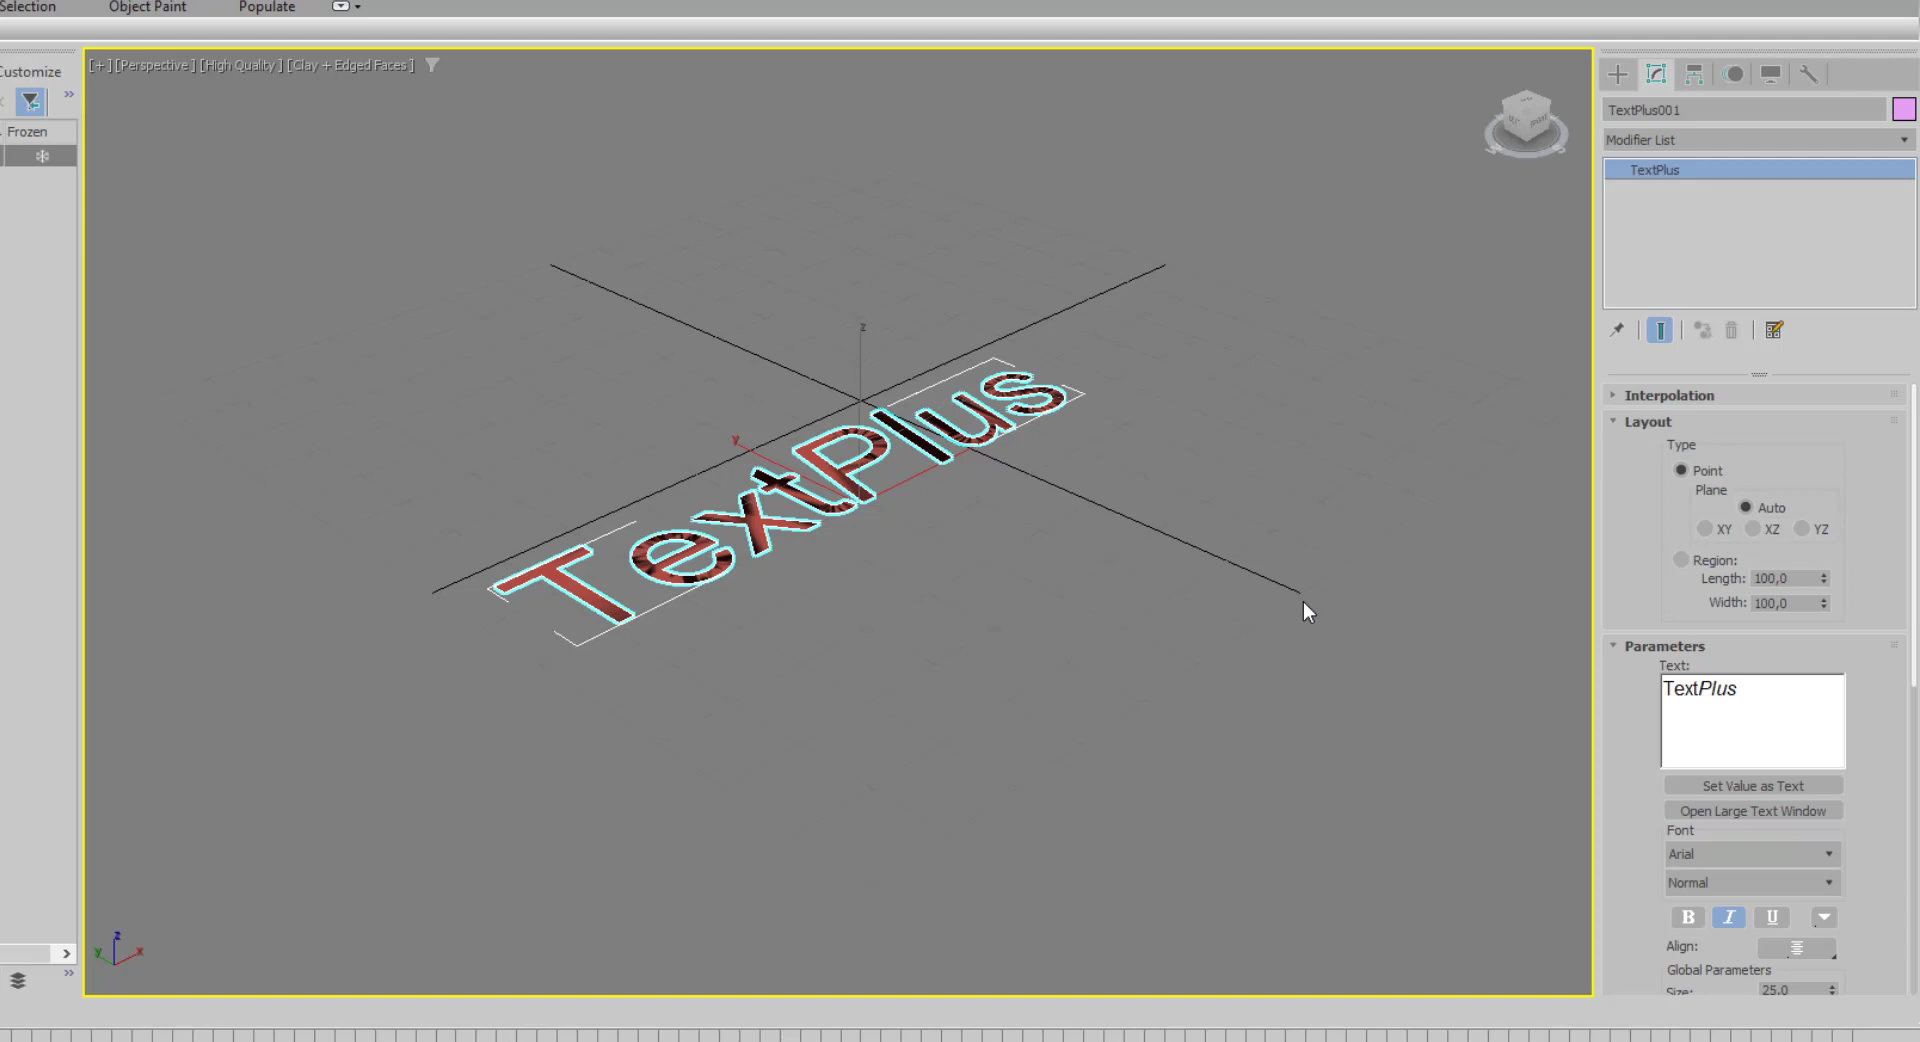 Selection Object Paint Populate
Customize
Frozen
[+] [Perspective ] [High Quality ] [Clay + Edged Faces ]
z
y
TextPlus
z
y x
TextPlus001
Modifier List
TextPlus
Interpolation
Layout
Type
Point
Plane
Auto
XY XZ YZ
Region:
Length: 100,0
Width: 100,0
Parameters
Text:
TextPlus
Set Value as Text
Open Large Text Window
Font
Arial
Normal
B I U
Align:
Global Parameters
Size: 25,0